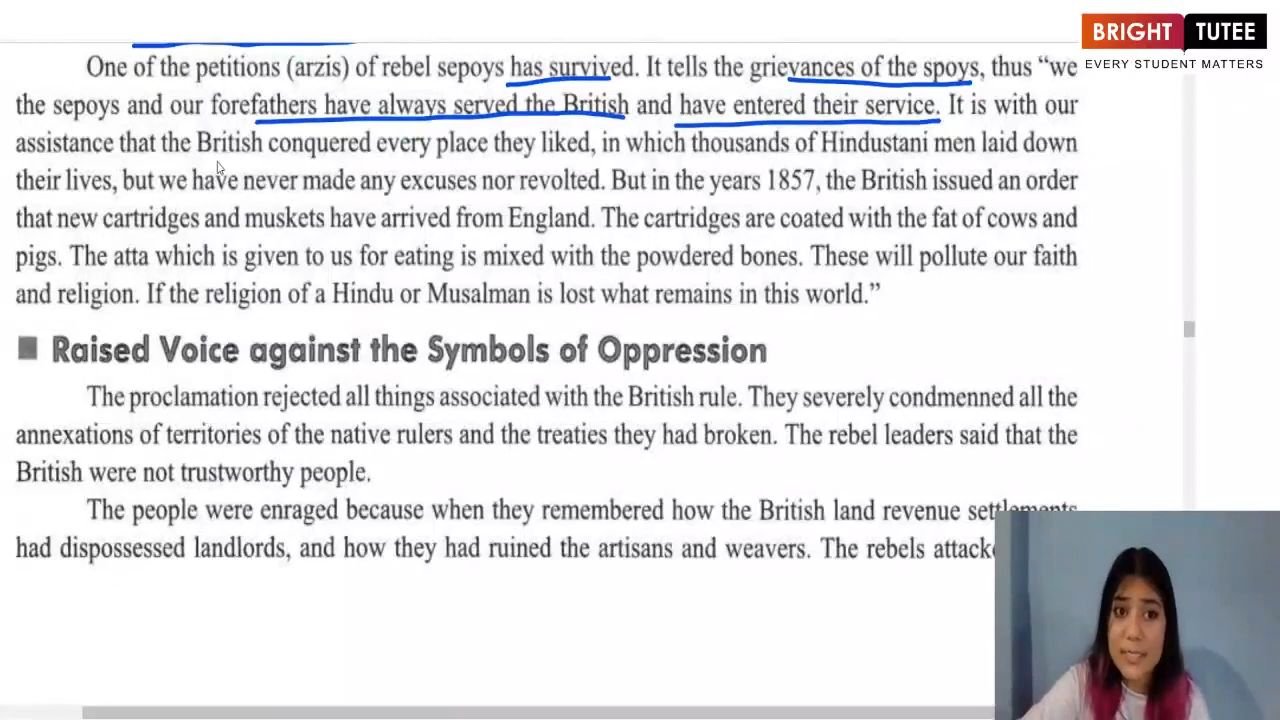 BRIGHT TUTEE
EVERY STUDENT MATTERS
One of the petitions (arzis) of rebel sepoys has survived. It tells the grievances of the spoys, thus “we
the sepoys and our forefathers have always served the British and have entered their service. It is with our
assistance that the British conquered every place they liked, in which thousands of Hindustani men laid down
their lives, but we have never made any excuses nor revolted. But in the years 1857, the British issued an order
that new cartridges and muskets have arrived from England. The cartridges are coated with the fat of cows and
pigs. The atta which is given to us for eating is mixed with the powdered bones. These will pollute our faith
and religion. If the religion of a Hindu or Musalman is lost what remains in this world.”
Raised Voice against the Symbols of Oppression
The proclamation rejected all things associated with the British rule. They severely condmenned all the
annexations of territories of the native rulers and the treaties they had broken. The rebel leaders said that the
British were not trustworthy people.
The people were enraged because when they remembered how the British land revenue settlements
had dispossessed landlords, and how they had ruined the artisans and weavers. The rebels